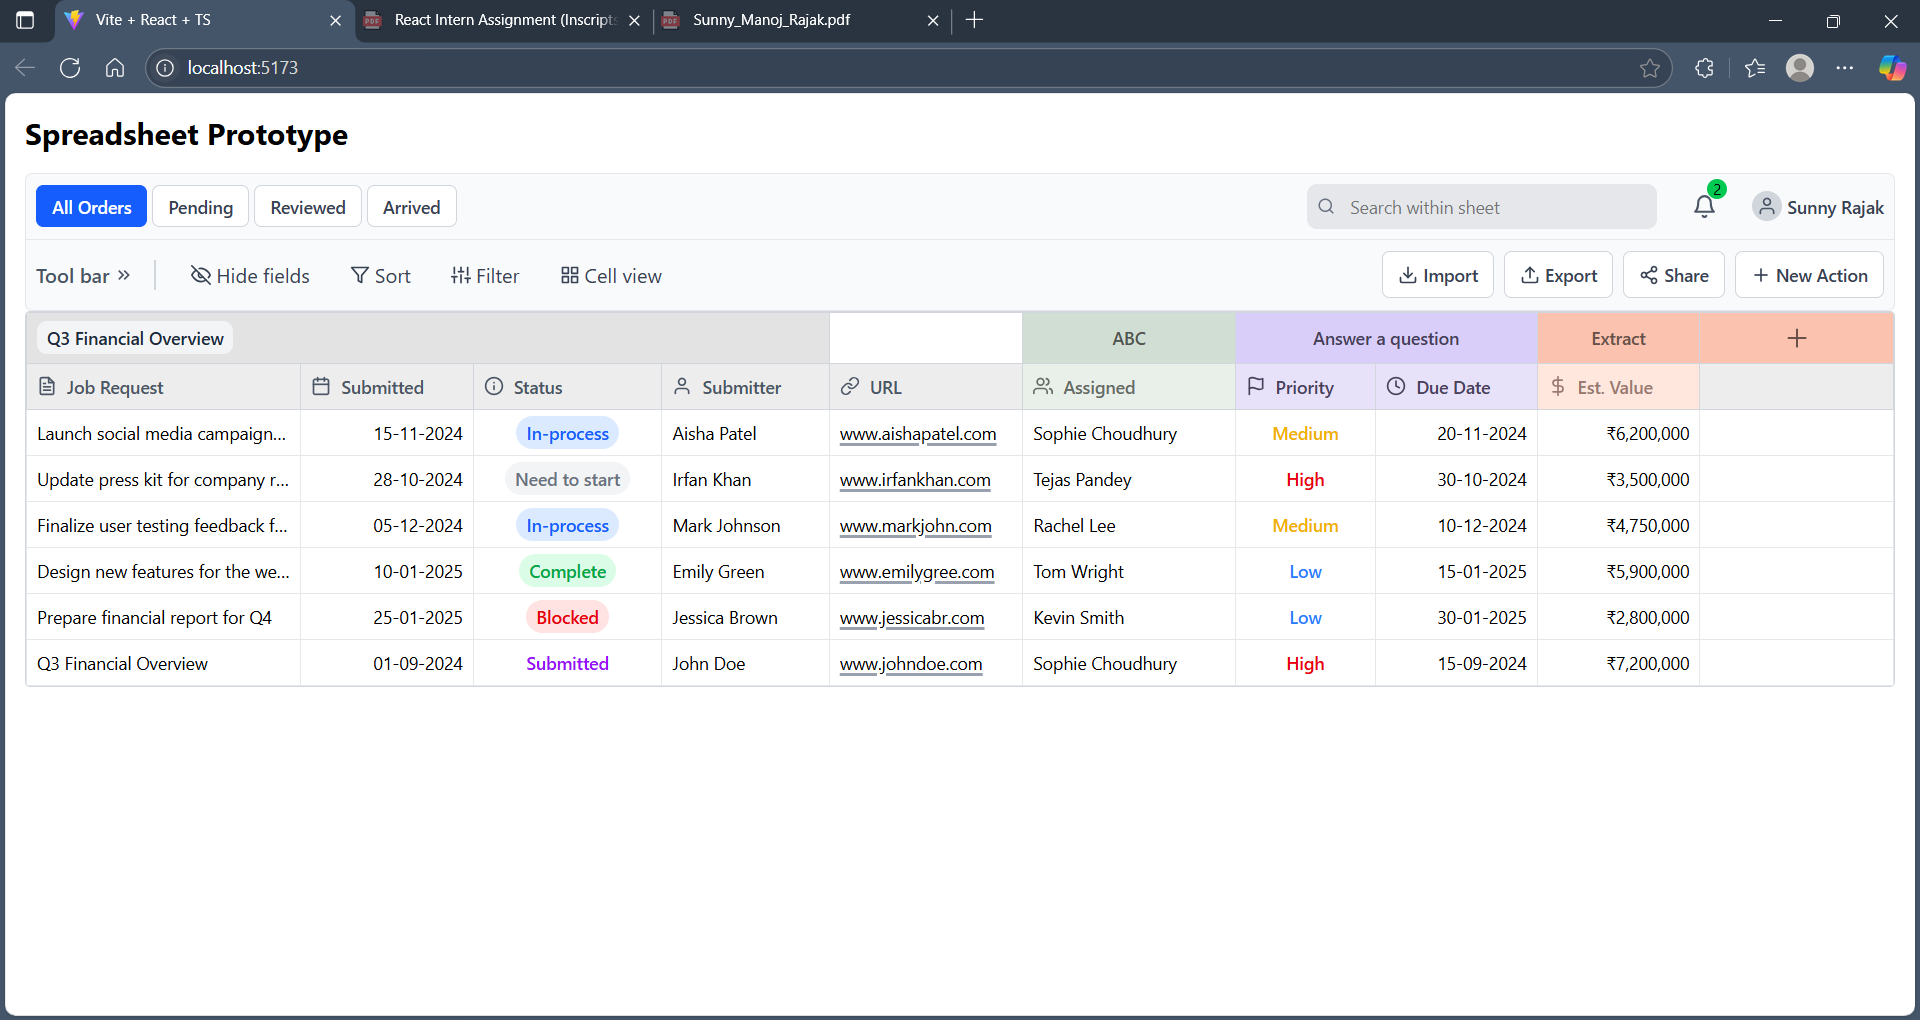 Vite + React + TS
React Intern Assignment (Inscripts
Sunny_Manoj_Rajak.pdf
localhost:5173
Spreadsheet Prototype
All Orders Pending Reviewed Arrived Search within sheet 2 Sunny Rajak
Tool bar Hide fields Sort Filter Cell view Import Export Share New Action
Q3 Financial Overview ABC Answer a question Extract
Job Request Submitted Status Submitter URL Assigned Priority Due Date Est. Value
Launch social media campaign... 15-11-2024 In-process Aisha Patel www.aishapatel.com Sophie Choudhury Medium 20-11-2024 ₹6,200,000
Update press kit for company r... 28-10-2024 Need to start Irfan Khan www.irfankhan.com Tejas Pandey High 30-10-2024 ₹3,500,000
Finalize user testing feedback f... 05-12-2024 In-process Mark Johnson www.markjohn.com Rachel Lee Medium 10-12-2024 ₹4,750,000
Design new features for the we... 10-01-2025 Complete Emily Green www.emilygree.com Tom Wright Low 15-01-2025 ₹5,900,000
Prepare financial report for Q4 25-01-2025 Blocked Jessica Brown www.jessicabr.com Kevin Smith Low 30-01-2025 ₹2,800,000
Q3 Financial Overview 01-09-2024 Submitted John Doe www.johndoe.com Sophie Choudhury High 15-09-2024 ₹7,200,000